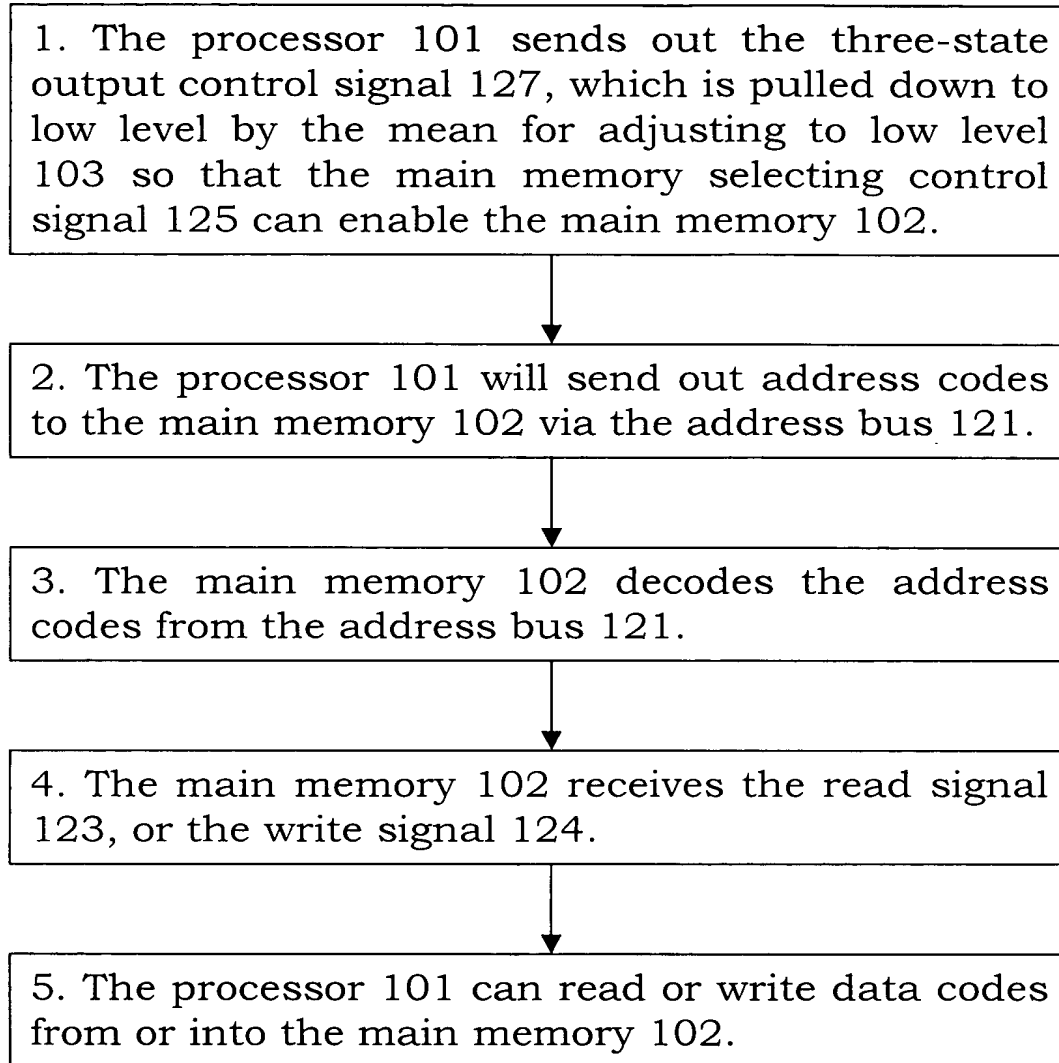 1. The processor 101 sends out the three-state
output control signal 127, which is pulled down to
low level by the mean for adjusting to low level
103 so that the main memory selecting control
signal 125 can enable the main memory 102.
2. The processor 101 will send out address codes
to the main memory 102 via the address bus 121.
3. The main memory 102 decodes the address
codes from the address bus 121.
4. The main memory 102 receives the read signal
123, or the write signal 124.
5. The processor 101 can read or write data codes
from or into the main memory 102.